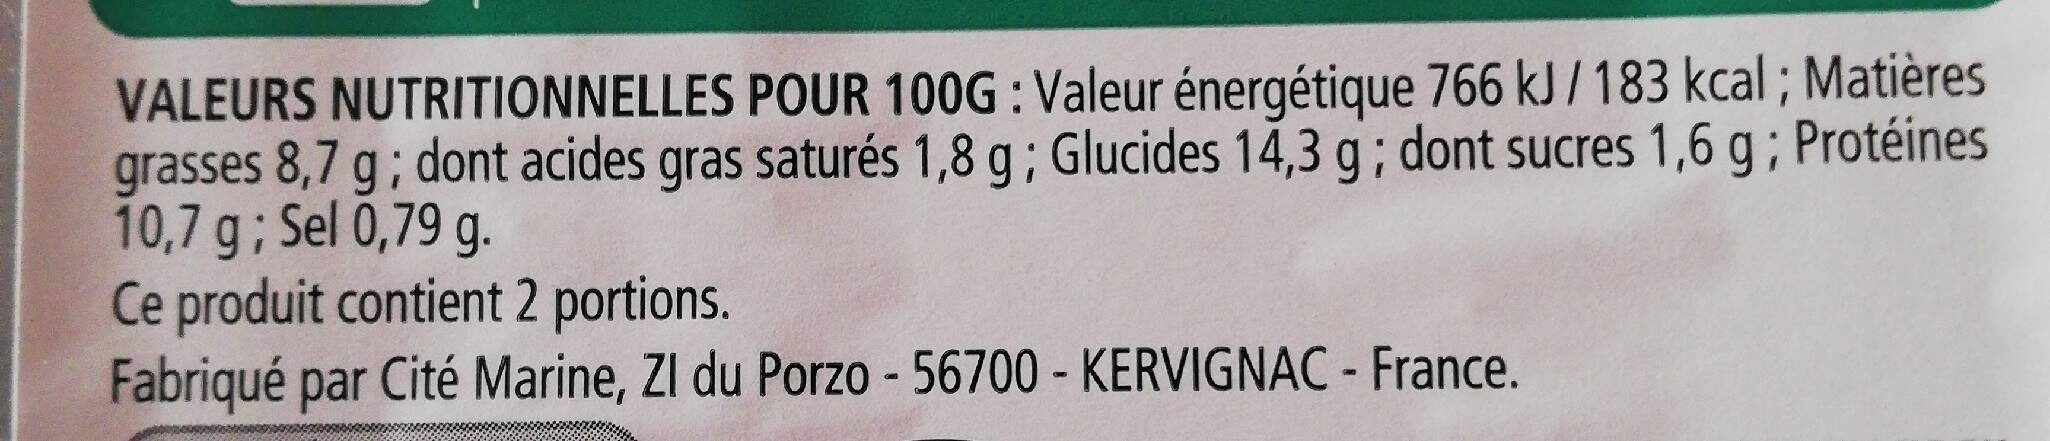 VALEURS NUTRITIONNELLES POUR 100G : Valeur énergétique 766 kJ / 183 kcal ; Matières
grasses 8,7 g ; dont acides gras saturés 1,8 g ; Glucides 14,3 g ; dont sucres 1,6 g ; Protéines
10,7 g ; Sel 0,79 g.
Ce produit contient 2 portions.
Fabriqué par Cité Marine, ZI du Porzo - 56700 - KERVIGNAC - France.